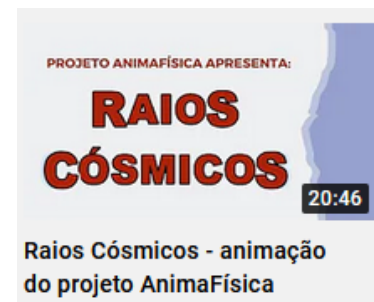 PROJETO ANIMAFÍSICA APRESENTA:
RAIOS
CÓSMICOS
20:46
Raios Cósmicos - animação
do projeto AnimaFísica